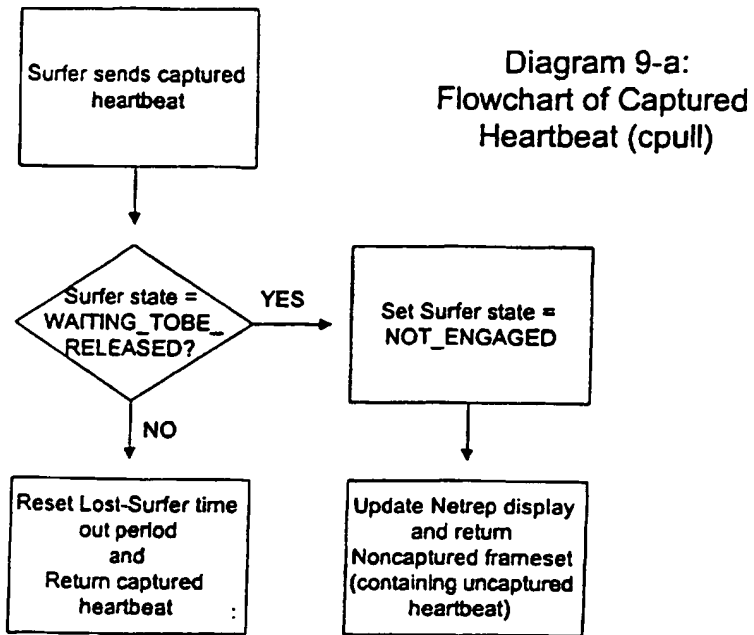 Surfer sends captured
heartbeat
Diagram 9-a:
Flowchart of Captured
Heartbeat (cpull)
Surfer state =
WAITING_TOBE_
RELEASED?
YES
Set Surfer state =
NOT_ENGAGED
NO
Reset Lost-Surfer time
out period
and
Return captured
heartbeat :
Update Netrep display
and return
Noncaptured frameset
(containing uncaptured
heartbeat)